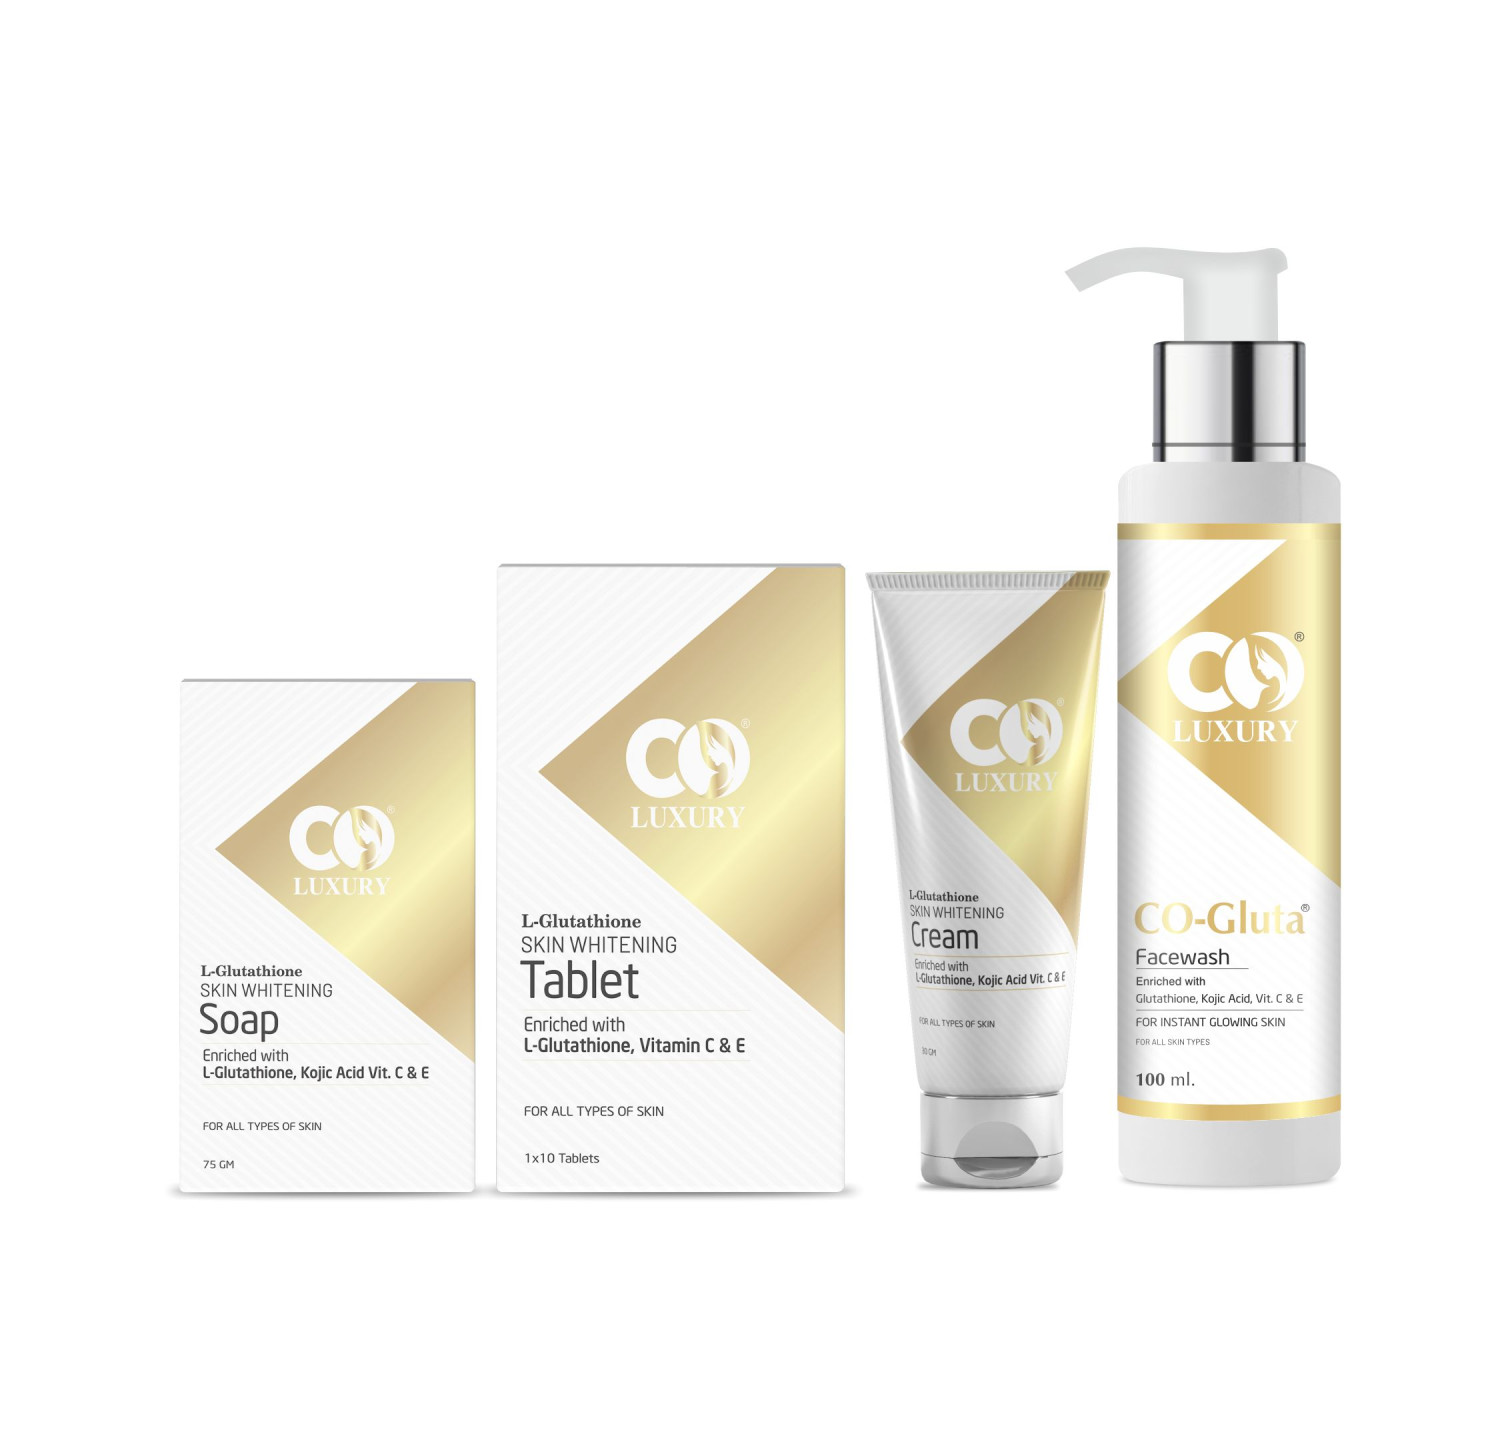 CO®
LUXURY
L-Glutathione
SKIN WHITENING
Soap
Enriched with
L-Glutathione, Kojic Acid Vit. C & E
FOR ALL TYPES OF SKIN
75 GM
CO®
LUXURY
L-Glutathione
SKIN WHITENING
Tablet
Enriched with
L-Glutathione, Vitamin C & E
FOR ALL TYPES OF SKIN
1x10 Tablets
CO®
LUXURY
L-Glutathione
SKIN WHITENING
Cream
Enriched with
L-Glutathione, Kojic Acid Vit. C & E
FOR ALL TYPES OF SKIN
30 GM
CO®
LUXURY
CO-Gluta®
Facewash
Enriched with
Glutathione, Kojic Acid, Vit. C & E
FOR INSTANT GLOWING SKIN
FOR ALL SKIN TYPES
100 ml.